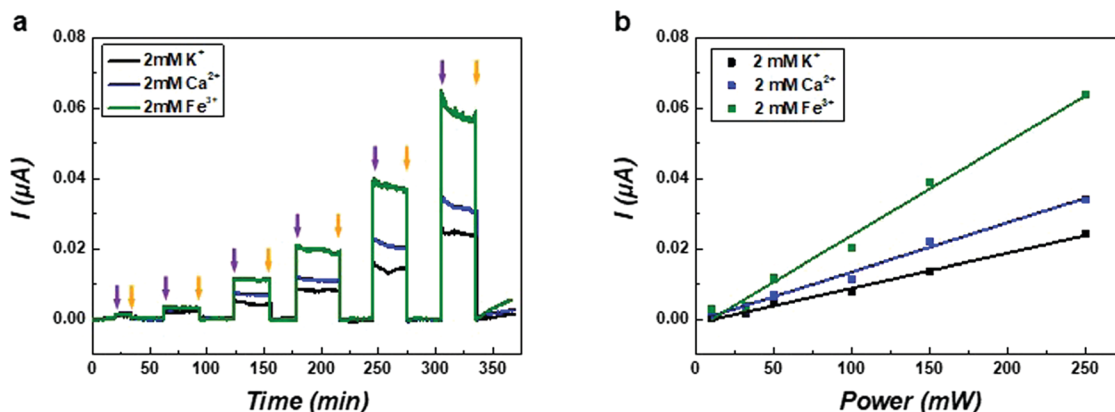 a
0.08
0.06
0.04
0.02
0.00
I (µA)
2mM K⁺
2mM Ca²⁺
2mM Fe³⁺
0 50 100 150 200 250 300 350
Time (min)
b
0.08
0.06
0.04
0.02
0.00
I (µA)
2 mM K⁺
2 mM Ca²⁺
2 mM Fe³⁺
0 50 100 150 200 250
Power (mW)